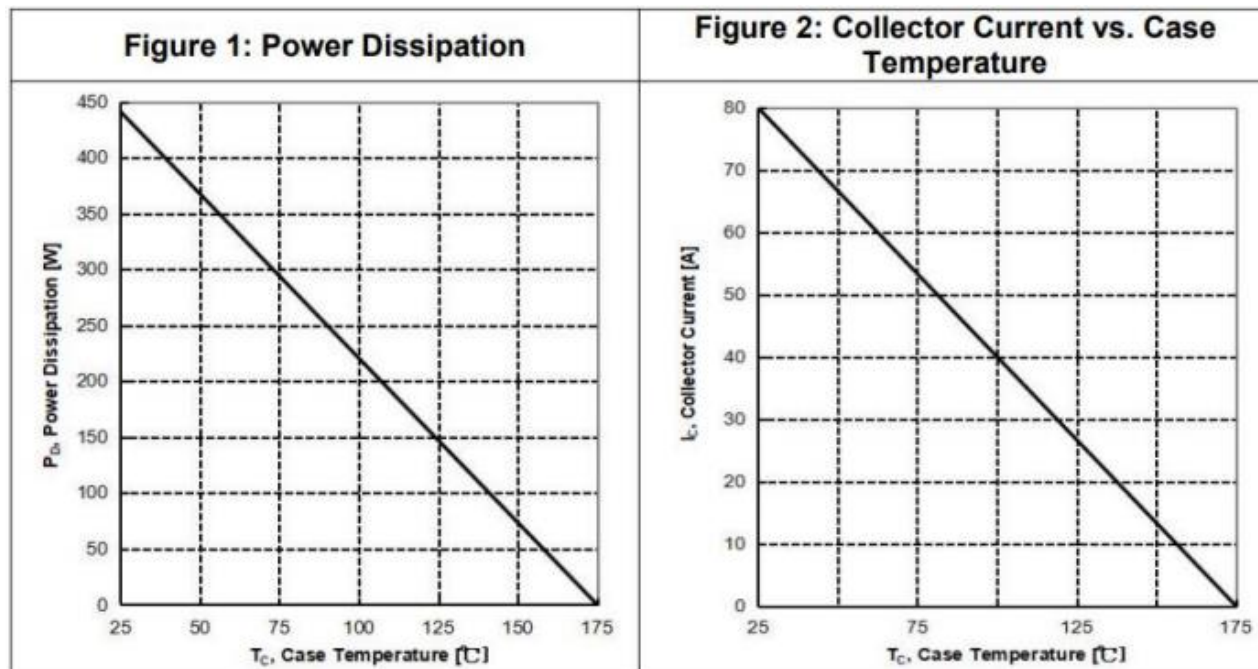 Figure 1: Power Dissipation
450
400
350
300
250
200
150
100
50
0
25 50 75 100 125 150 175
P_D, Power Dissipation [W]
T_C, Case Temperature [℃]
Figure 2: Collector Current vs. Case
Temperature
80
70
60
50
40
30
20
10
0
25 75 125 175
I_C, Collector Current [A]
T_C, Case Temperature [℃]